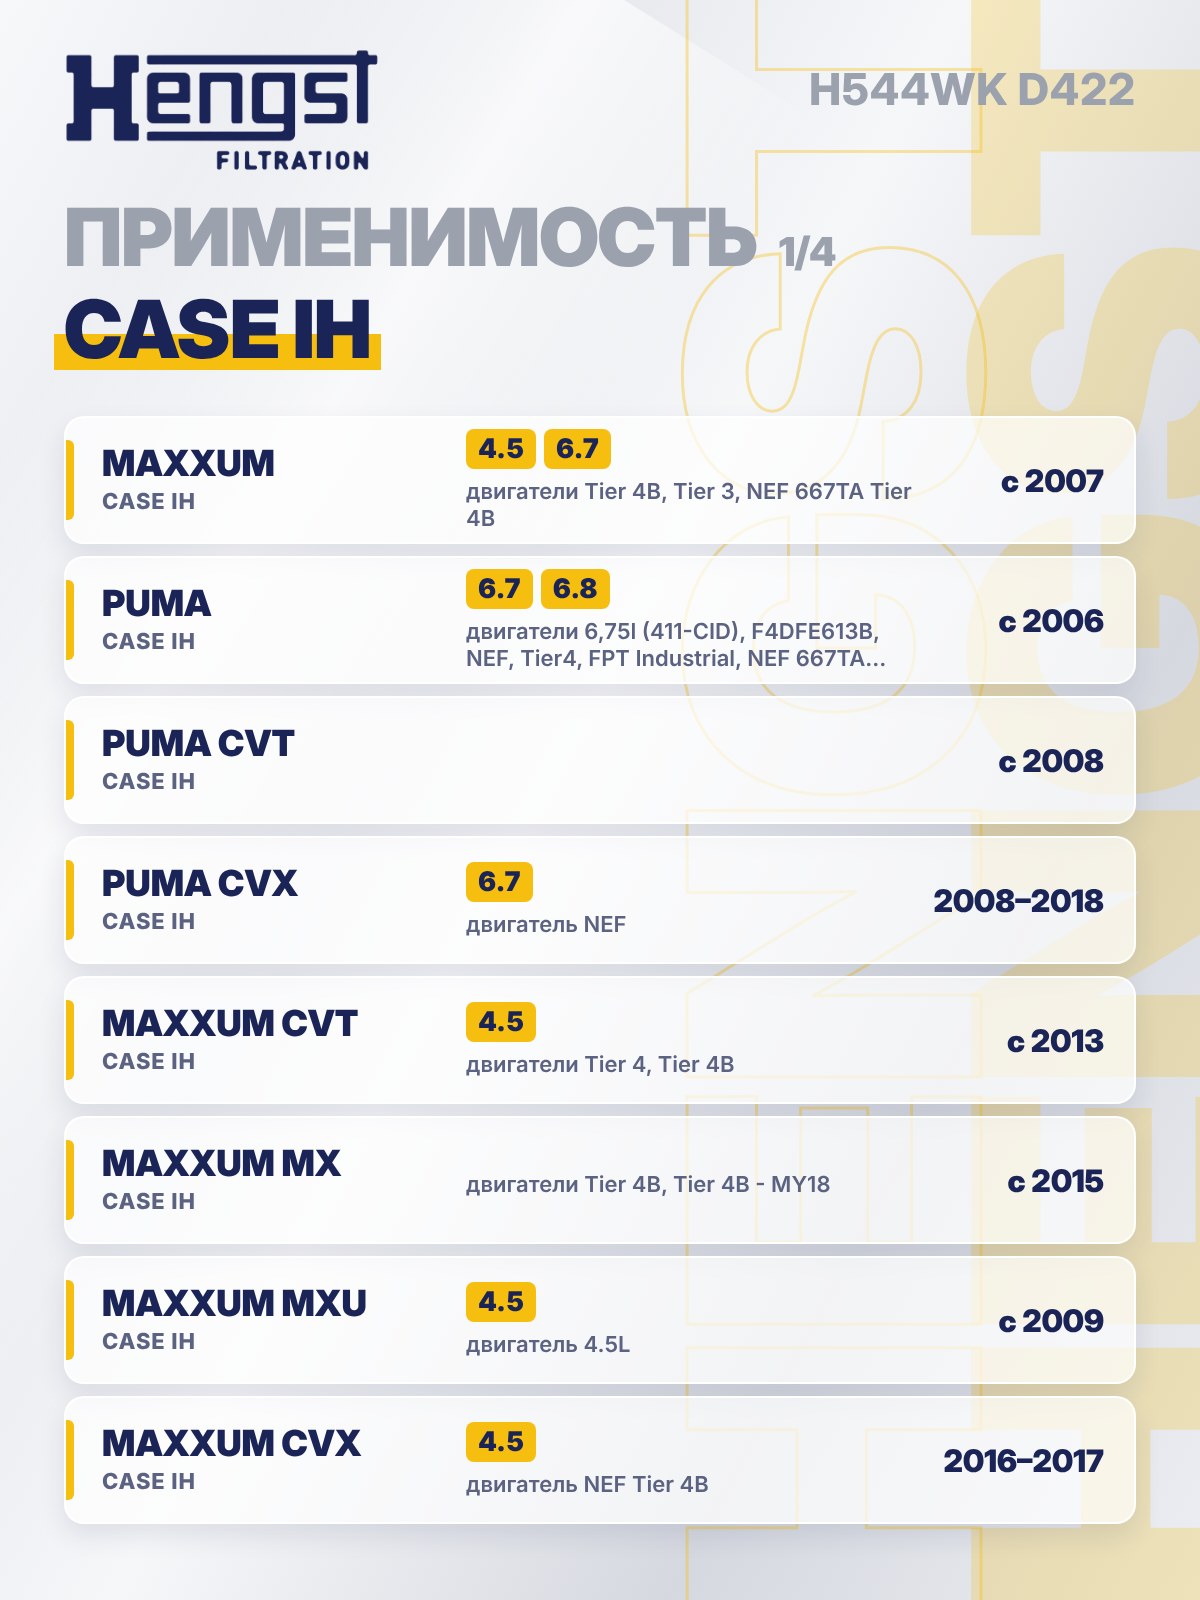 Hengst
FILTRATION
H544WK D422
ПРИМЕНИМОСТЬ 1/4
CASE IH
MAXXUM
CASE IH
4.5 6.7
двигатели Tier 4B, Tier 3, NEF 667TA Tier
4B
с 2007
PUMA
CASE IH
6.7 6.8
двигатели 6,75l (411-CID), F4DFE613B,
NEF, Tier4, FPT Industrial, NEF 667TA...
с 2006
PUMA CVT
CASE IH
с 2008
PUMA CVX
CASE IH
6.7
двигатель NEF
2008–2018
MAXXUM CVT
CASE IH
4.5
двигатели Tier 4, Tier 4B
с 2013
MAXXUM MX
CASE IH
двигатели Tier 4B, Tier 4B - MY18
с 2015
MAXXUM MXU
CASE IH
4.5
двигатель 4.5L
с 2009
MAXXUM CVX
CASE IH
4.5
двигатель NEF Tier 4B
2016–2017
HENGST
HENGST